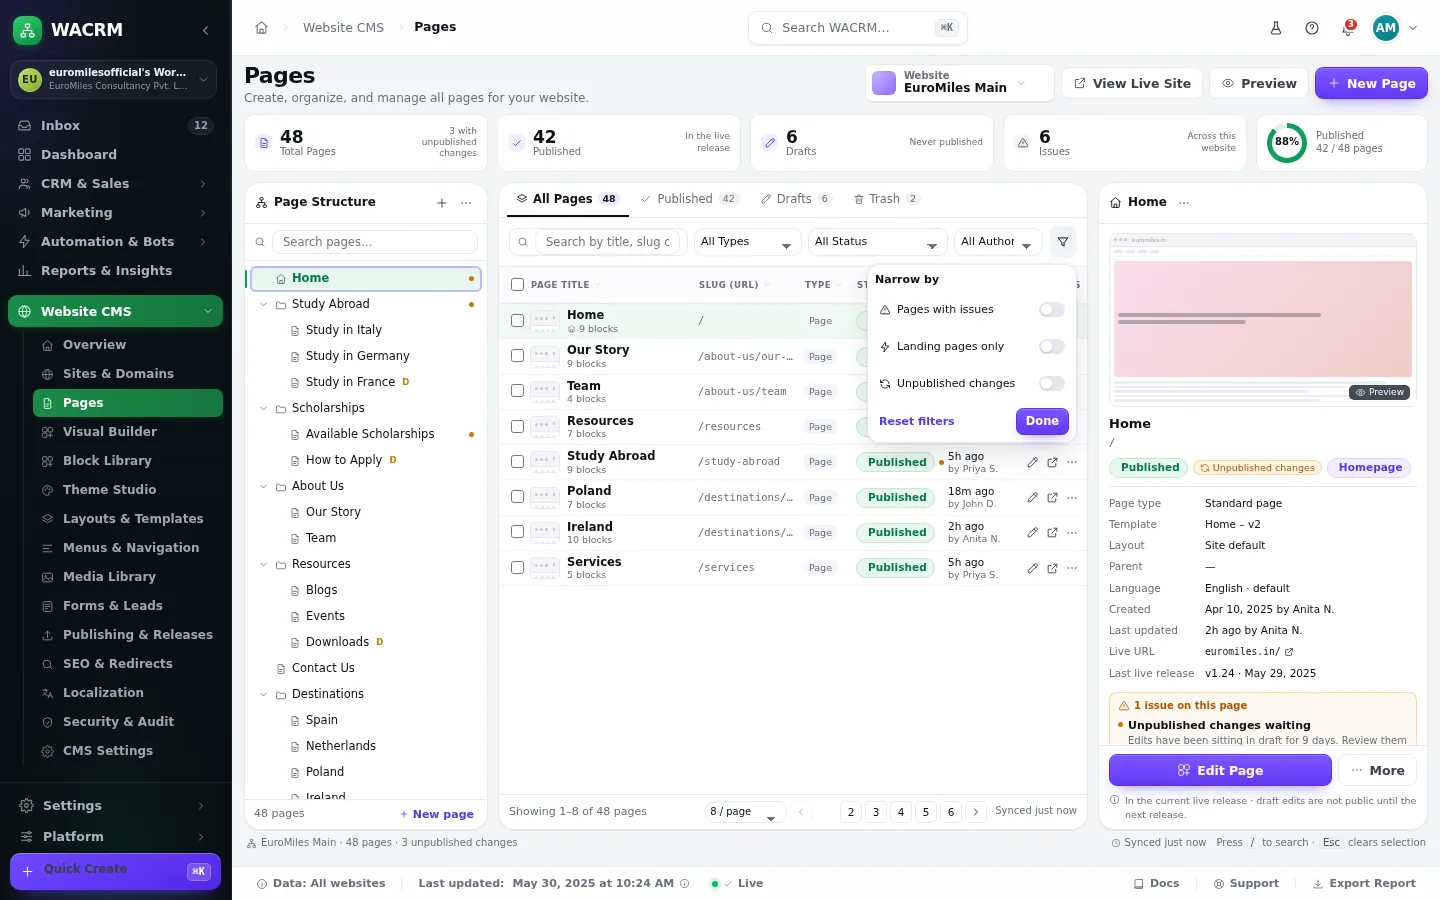 WACRM
EU
euromilesofficial's Wor...
EuroMiles Consultancy Pvt. L...
Inbox
12
Dashboard
CRM & Sales
Marketing
Automation & Bots
Reports & Insights
Website CMS
Overview
Sites & Domains
Pages
Visual Builder
Block Library
Theme Studio
Layouts & Templates
Menus & Navigation
Media Library
Forms & Leads
Publishing & Releases
SEO & Redirects
Localization
Security & Audit
CMS Settings
Settings
Platform
Quick Create
⌘K
Website CMS
Pages
Search WACRM...
⌘K
3
AM
Pages
Create, organize, and manage all pages for your website.
Website
EuroMiles Main
View Live Site
Preview
New Page
48
Total Pages
3 with
unpublished
changes
42
Published
In the live
release
6
Drafts
Never published
6
Issues
Across this
website
88%
Published
42 / 48 pages
Page Structure
Search pages...
Home
Study Abroad
Study in Italy
Study in Germany
Study in France D
Scholarships
Available Scholarships
How to Apply D
About Us
Our Story
Team
Resources
Blogs
Events
Downloads D
Contact Us
Destinations
Spain
Netherlands
Poland
Ireland
48 pages
+ New page
All Pages 48
Published 42
Drafts 6
Trash 2
Search by title, slug c
All Types
All Status
All Author
PAGE TITLE
SLUG (URL)
TYPE
ST
S
Home
9 blocks
/
Page
Our Story
9 blocks
/about-us/our-…
Page
Team
4 blocks
/about-us/team
Page
Resources
7 blocks
/resources
Page
Study Abroad
9 blocks
/study-abroad
Page
Published
5h ago
by Priya S.
Poland
7 blocks
/destinations/…
Page
Published
18m ago
by John D.
Ireland
10 blocks
/destinations/…
Page
Published
2h ago
by Anita N.
Services
5 blocks
/services
Page
Published
5h ago
by Priya S.
Narrow by
Pages with issues
Landing pages only
Unpublished changes
Reset filters
Done
Showing 1–8 of 48 pages
8 / page
2
3
4
5
6
Synced just now
Home
euromiles.in
Preview
Home
/
Published
Unpublished changes
Homepage
Page type
Standard page
Template
Home – v2
Layout
Site default
Parent
—
Language
English · default
Created
Apr 10, 2025 by Anita N.
Last updated
2h ago by Anita N.
Live URL
euromiles.in/
Last live release
v1.24 · May 29, 2025
1 issue on this page
Unpublished changes waiting
Edits have been sitting in draft for 9 days. Review them
Edit Page
More
In the current live release · draft edits are not public until the
next release.
EuroMiles Main · 48 pages · 3 unpublished changes
Synced just now
Press / to search · Esc clears selection
Data: All websites
Last updated: May 30, 2025 at 10:24 AM
Live
Docs
Support
Export Report